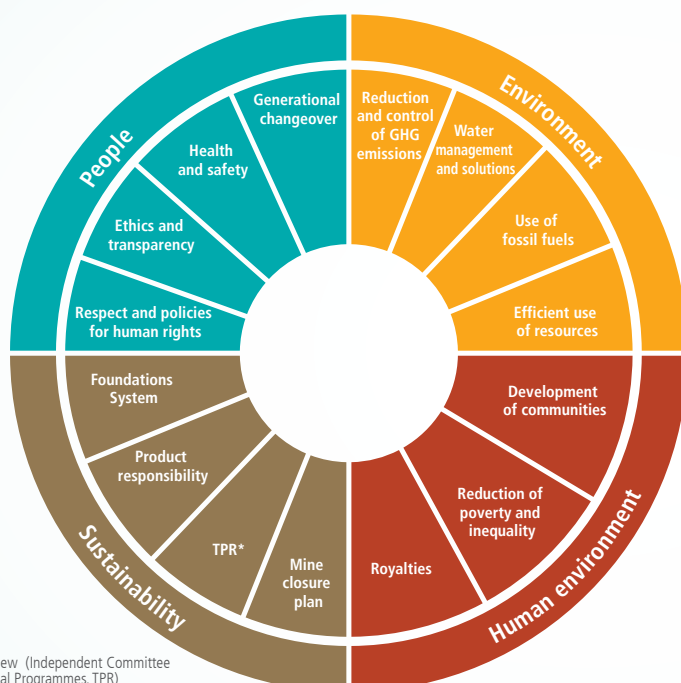 People
Generational
changeover
Health
and safety
Ethics and
transparency
Respect and policies
for human rights
Environment
Reduction
and control
of GHG
emissions
Water
management
and solutions
Use of
fossil fuels
Efficient use
of resources
Human environment
Development
of communities
Reduction of
poverty and
inequality
Royalties
Sustainability
Mine
closure
plan
TPR*
Product
responsibility
Foundations
System
ew (Independent Committee
al Programmes, TPR)